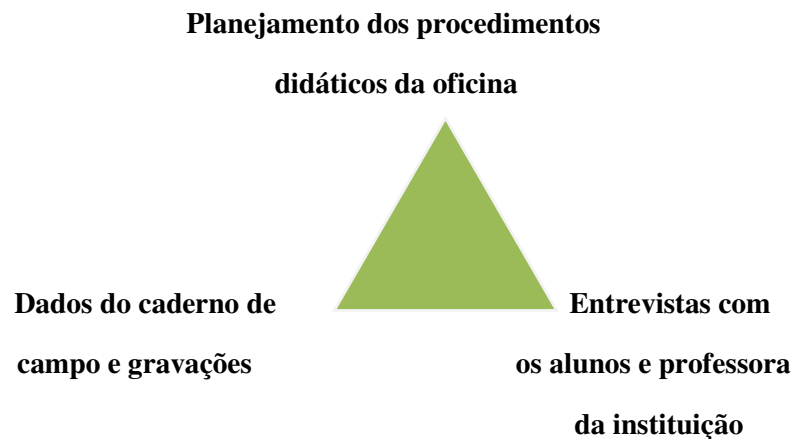 Planejamento dos procedimentos
didáticos da oficina
Dados do caderno de
campo e gravações
Entrevistas com
os alunos e professora
da instituição